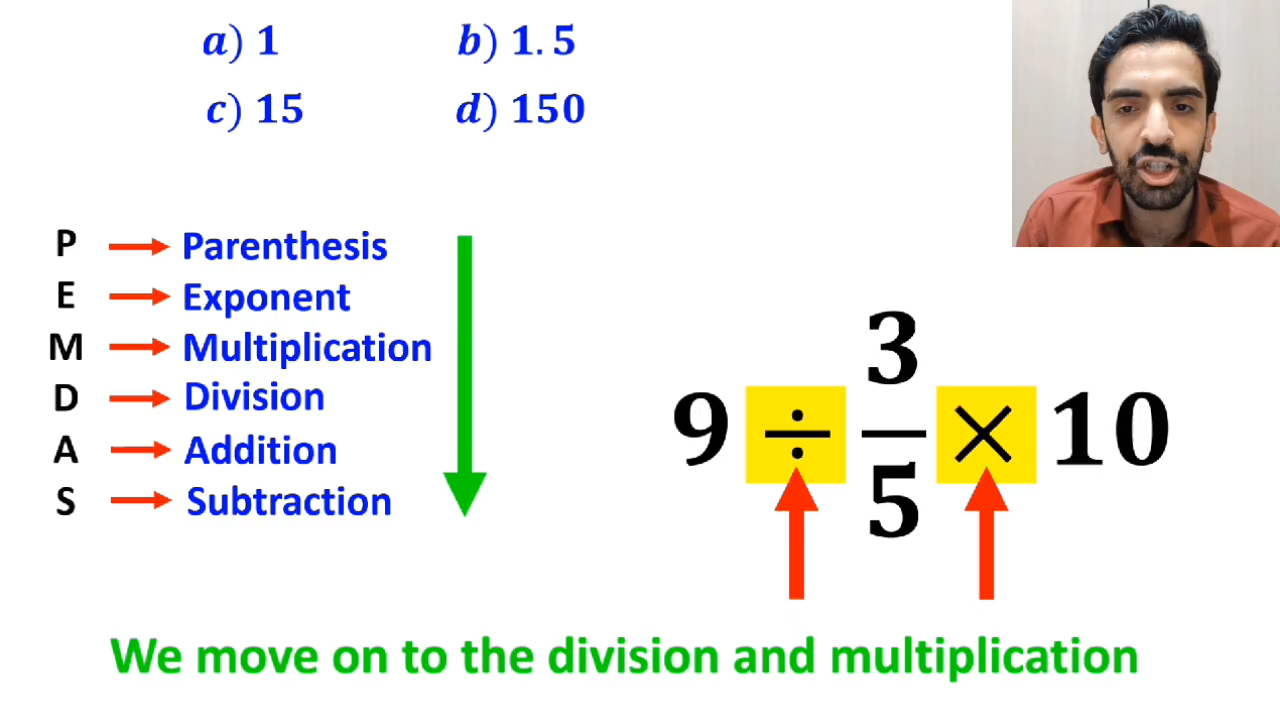 a) 1 b) 1.5
c) 15 d) 150
P → Parenthesis
E → Exponent
M → Multiplication
D → Division
A → Addition
S → Subtraction
9 ÷ 3/5 × 10
We move on to the division and multiplication